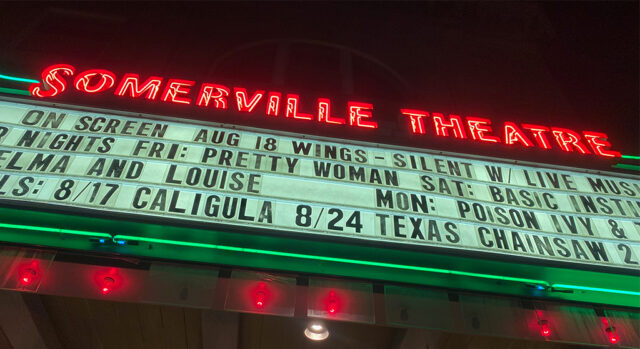 SOMERVILLE THEATRE
ON SCREEN AUG 18 WINGS - SILENT W/ LIVE MUS
NIGHTS FRI: PRETTY WOMAN SAT: BASIC INST
ELMA AND LOUISE MON: POISON IVY &
LS: 8/17 CALIGULA 8/24 TEXAS CHAINSAW 2